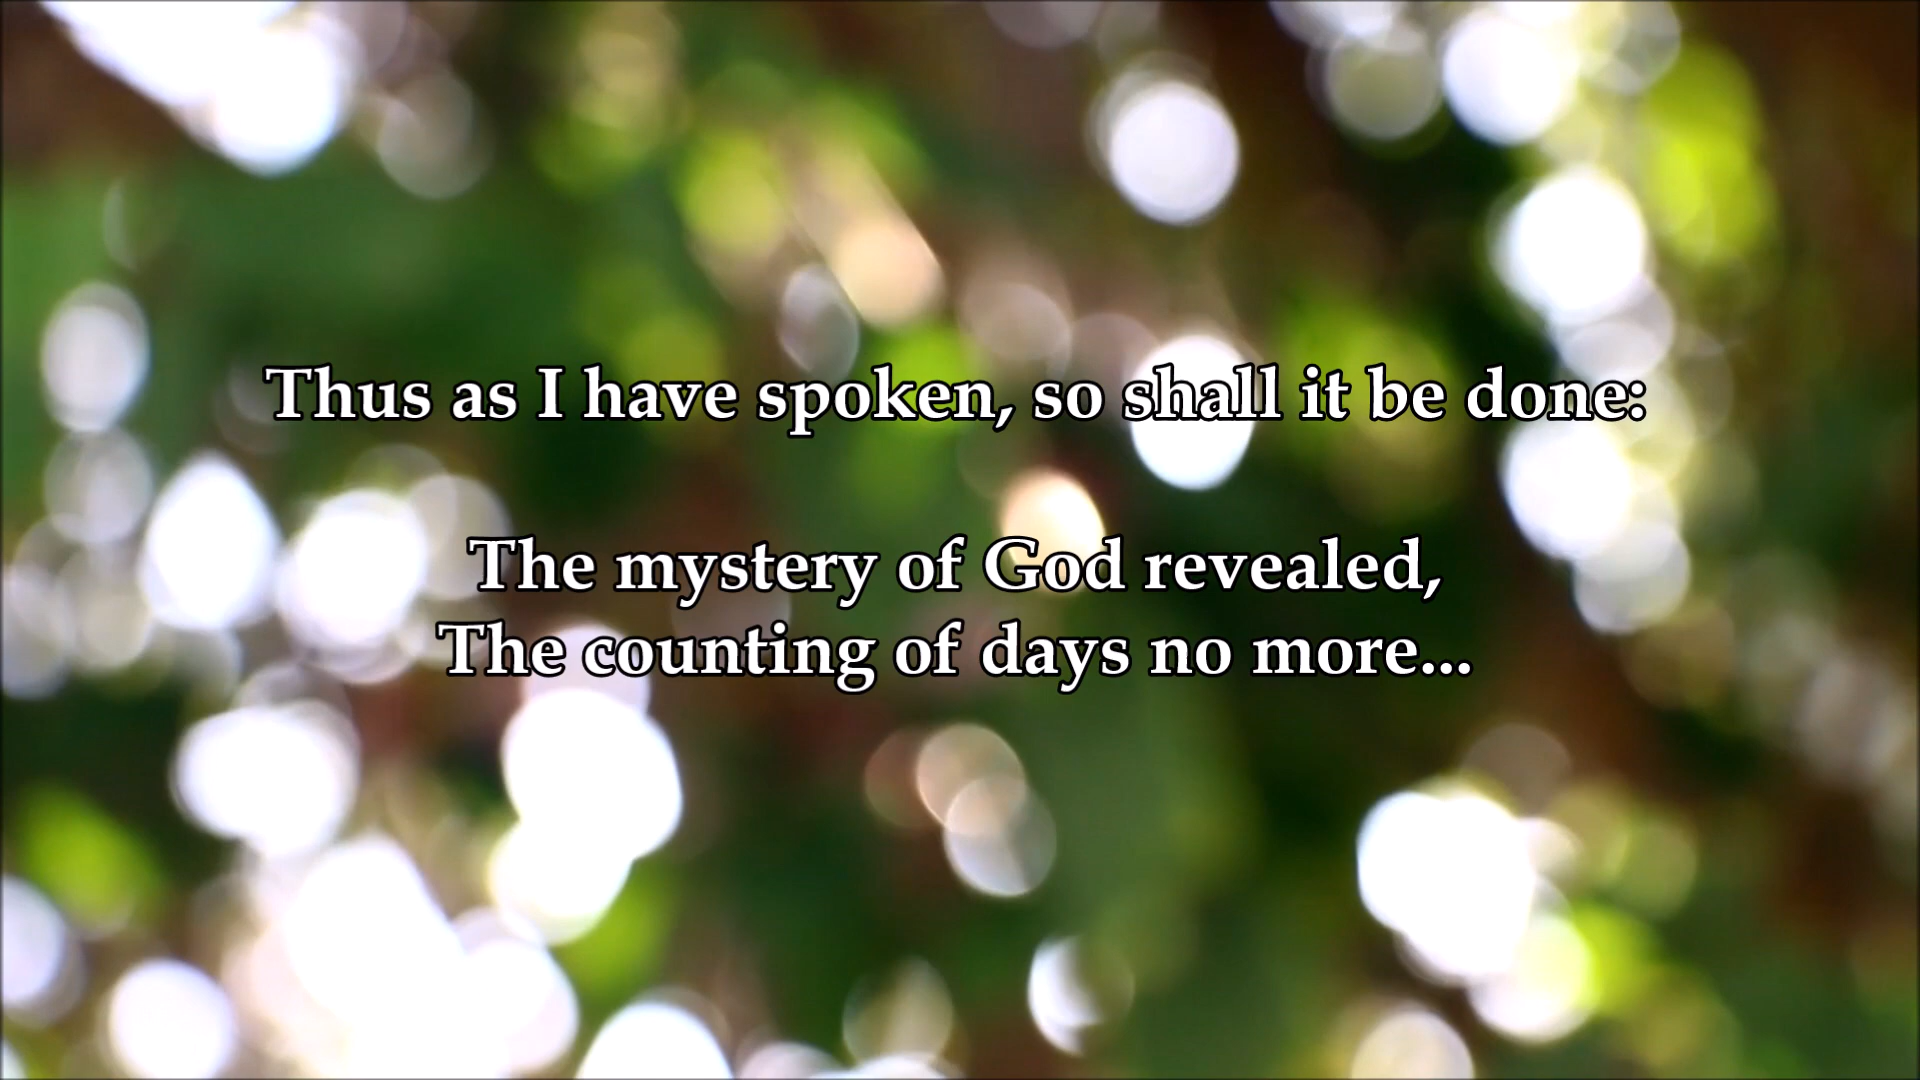 Thus as I have spoken, so shall it be done:
The mystery of God revealed,
The counting of days no more...